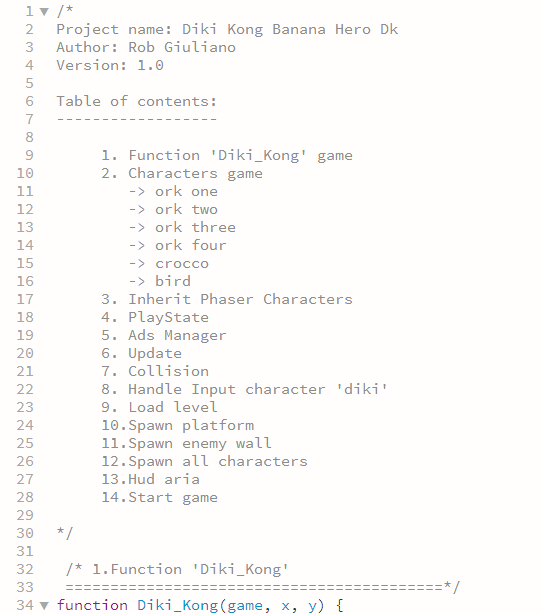 1 /*
2 Project name: Diki Kong Banana Hero Dk
3 Author: Rob Giuliano
4 Version: 1.0
5
6 Table of contents:
7 ------------------
8
9 1. Function 'Diki_Kong' game
10 2. Characters game
11 -> ork one
12 -> ork two
13 -> ork three
14 -> ork four
15 -> crocco
16 -> bird
17 3. Inherit Phaser Characters
18 4. PlayState
19 5. Ads Manager
20 6. Update
21 7. Collision
22 8. Handle Input character 'diki'
23 9. Load level
24 10.Spawn platform
25 11.Spawn enemy wall
26 12.Spawn all characters
27 13.Hud aria
28 14.Start game
29
30 */
31
32 /* 1.Function 'Diki_Kong'
33 ==========================================*/
34 function Diki_Kong(game, x, y) {